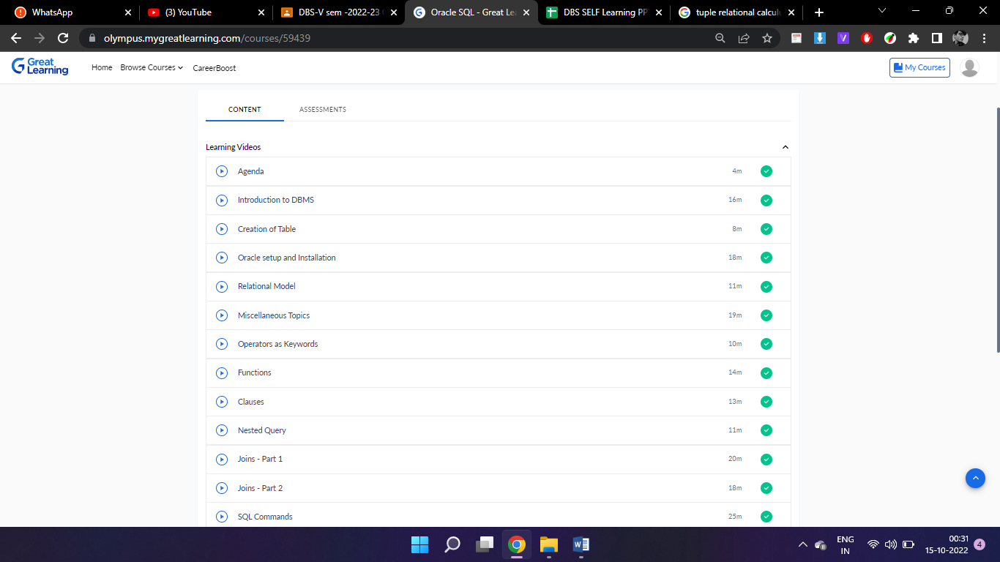 WhatsApp
(3) YouTube
DBS-V sem -2022-23
Oracle SQL - Great Le
DBS SELF Learning PP
tuple relational calcul
olympus.mygreatlearning.com/courses/59439
Great
Learning
Home
Browse Courses
CareerBoost
My Courses
CONTENT
ASSESSMENTS
Learning Videos
Agenda 4m
Introduction to DBMS 16m
Creation of Table 8m
Oracle setup and Installation 18m
Relational Model 11m
Miscellaneous Topics 19m
Operators as Keywords 10m
Functions 14m
Clauses 13m
Nested Query 11m
Joins - Part 1 20m
Joins - Part 2 18m
SQL Commands 25m
ENG
IN
00:31
15-10-2022
4